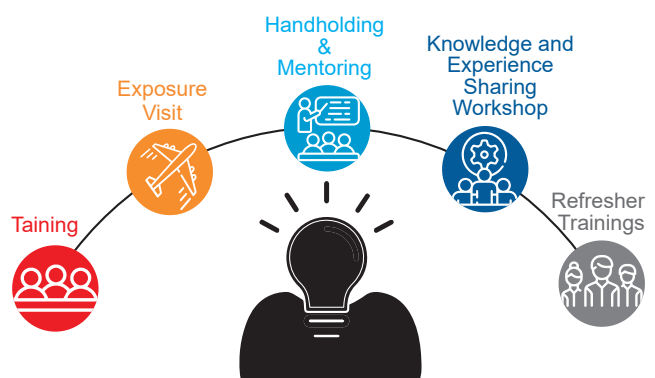 Taining
Exposure
Visit
Handholding
&
Mentoring
Knowledge and
Experience
Sharing
Workshop
Refresher
Trainings